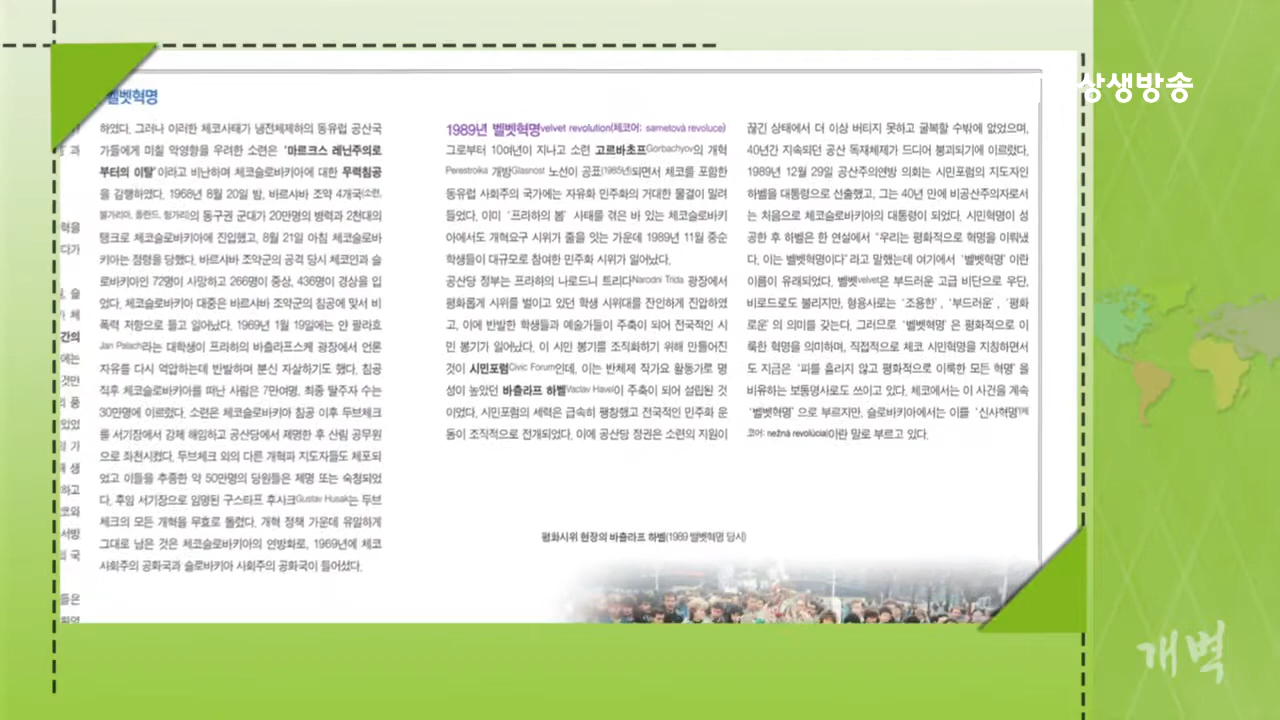 상생방송
벨벳혁명
하였다. 그러나 이러한 체코사태가 냉전체제하의 동유럽 공산국
가들에게 미칠 악영향을 우려한 소련은 '마르크스 레닌주의로
부터의 이탈'이라고 비난하며 체코슬로바키아에 대한 무력침공
을 감행하였다. 1968년 8월 20일 밤, 바르샤바 조약 4개국(소련,
불가리아, 폴란드, 헝가리)의 동구권 군대가 20만명의 병력과 2천대의
탱크로 체코슬로바키아에 진입했고, 8월 21일 아침 체코슬로바
키아는 점령을 당했다. 바르샤바 조약군의 공격 당시 체코인과 슬
로바키아인 72명이 사망하고 266명이 중상, 436명이 경상을 입
었다. 체코슬로바키아 대중은 바르샤바 조약군의 침공에 맞서 비
폭력 저항으로 들고 일어났다. 1969년 1월 19일에는 얀 팔라흐
Jan Palach라는 대학생이 프라하의 바츨라프스케 광장에서 언론
자유를 다시 억압하는데 반발하며 분신 자살하기도 했다. 침공
직후 체코슬로바키아를 떠난 사람은 7만여명, 최종 탈주자 수는
30만명에 이르렀다. 소련은 체코슬로바키아 침공 이후 두브체크
를 서기장에서 강제 해임하고 공산당에서 제명한 후 산림 공무원
으로 좌천시켰다. 두브체크 외의 다른 개혁과 지도자들도 체포되
었고 이들을 추종한 약 50만명의 당원들은 제명 또는 숙청되었
다. 후임 서기장으로 임명된 구스타프 후사크Gustav Husak는 두브
체크의 모든 개혁을 무효로 돌렸다. 개혁 정책 가운데 유일하게
그대로 남은 것은 체코슬로바키아의 연방화로, 1969년에 체코
사회주의 공화국과 슬로바키아 사회주의 공화국이 들어섰다.
1989년 벨벳혁명velvet revolution(체코어: sametová revoluce)
그로부터 10여년이 지나고 소련 고르바초프Gorbachyov의 개혁
Perestroika 개방Glasnost 노선이 공표(1985년)되면서 체코를 포함한
동유럽 사회주의 국가에는 자유화 민주화의 거대한 물결이 밀려
들었다. 이미 '프라하의 봄' 사태를 겪은 바 있는 체코슬로바키
아에서도 개혁요구 시위가 줄을 잇는 가운데 1989년 11월 중순
학생들이 대규모로 참여한 민주화 시위가 일어났다.
공산당 정부는 프라하의 나로드니 트리다Narodni Trida 광장에서
평화롭게 시위를 벌이고 있던 학생 시위대를 잔인하게 진압하였
고, 이에 반발한 학생들과 예술가들이 주축이 되어 전국적인 시
민 봉기가 일어났다. 이 시민 봉기를 조직화하기 위해 만들어진
것이 시민포럼Civic Forum인데, 이는 반체제 작가요 활동가로 명
성이 높았던 바츨라프 하벨Vaclav Havel이 주축이 되어 설립된 것
이었다. 시민포럼의 세력은 급속히 팽창했고 전국적인 민주화 운
동이 조직적으로 전개되었다. 이에 공산당 정권은 소련의 지원이
끊긴 상태에서 더 이상 버티지 못하고 굴복할 수밖에 없었으며,
40년간 지속되던 공산 독재체제가 드디어 붕괴되기에 이르렀다.
1989년 12월 29일 공산주의연방 의회는 시민포럼의 지도자인
하벨을 대통령으로 선출했고, 그는 40년 만에 비공산주의자로서
는 처음으로 체코슬로바키아의 대통령이 되었다. 시민혁명이 성
공한 후 하벨은 한 연설에서 "우리는 평화적으로 혁명을 이뤄냈
다. 이는 벨벳혁명이다"라고 말했는데 여기에서 '벨벳혁명'이란
이름이 유래되었다. 벨벳velvet은 부드러운 고급 비단으로 우단,
비로드로도 불리지만, 형용사로는 '조용한', '부드러운', '평화
로운'의 의미를 갖는다. 그러므로 '벨벳혁명'은 평화적으로 이
룩한 혁명을 의미하며, 직접적으로 체코 시민혁명을 지칭하면서
도 지금은 '피를 흘리지 않고 평화적으로 이룩한 모든 혁명'을
비유하는 보통명사로도 쓰이고 있다. 체코에서는 이 사건을 계속
'벨벳혁명'으로 부르지만, 슬로바키아에서는 이를 '신사혁명'(체
코어: nežná revolúcia)이란 말로 부르고 있다.
평화시위 현장의 바츨라프 하벨(1989 벨벳혁명 당시)
개벽